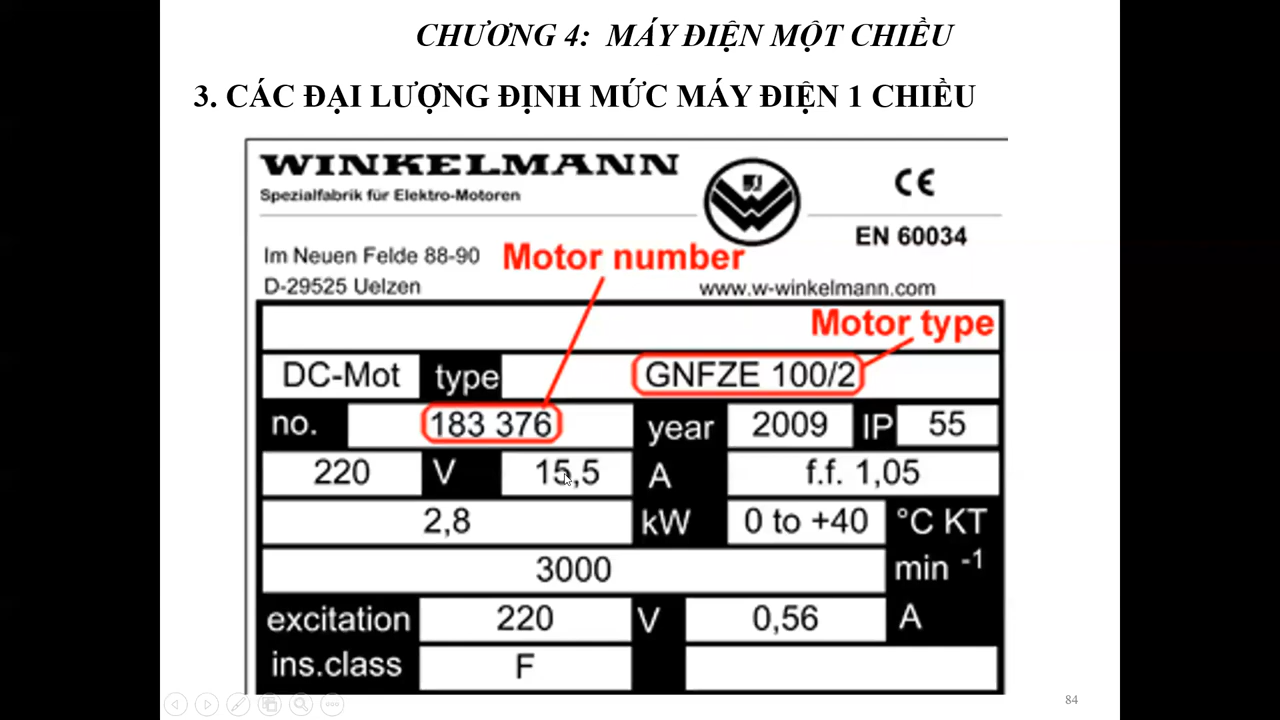 CHƯƠNG 4: MÁY ĐIỆN MỘT CHIỀU
3. CÁC ĐẠI LƯỢNG ĐỊNH MỨC MÁY ĐIỆN 1 CHIỀU
WINKELMANN
Spezialfabrik für Elektro-Motoren
CE
EN 60034
Im Neuen Felde 88-90
Motor number
D-29525 Uelzen
www.w-winkelmann.com
Motor type
DC-Mot type GNFZE 100/2
no. 183 376 year 2009 IP 55
220 V 15,5 A f.f. 1,05
2,8 kW 0 to +40 °C KT
3000 min -1
excitation 220 V 0,56 A
ins.class F
84